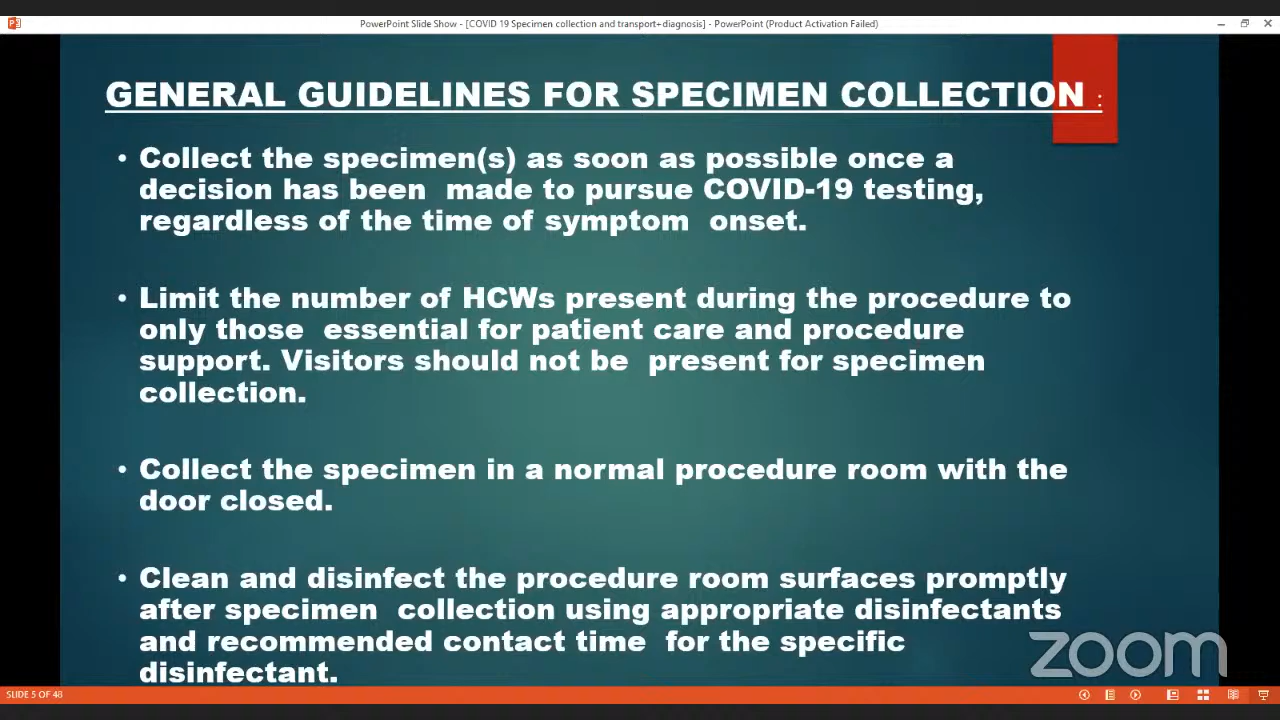 PowerPoint Slide Show - [COVID 19 Specimen collection and transport+diagnosis] - PowerPoint (Product Activation Failed)
GENERAL GUIDELINES FOR SPECIMEN COLLECTION :
• Collect the specimen(s) as soon as possible once a
decision has been made to pursue COVID-19 testing,
regardless of the time of symptom onset.
• Limit the number of HCWs present during the procedure to
only those essential for patient care and procedure
support. Visitors should not be present for specimen
collection.
• Collect the specimen in a normal procedure room with the
door closed.
• Clean and disinfect the procedure room surfaces promptly
after specimen collection using appropriate disinfectants
and recommended contact time for the specific
disinfectant.
zoom
SLIDE 5 OF 48